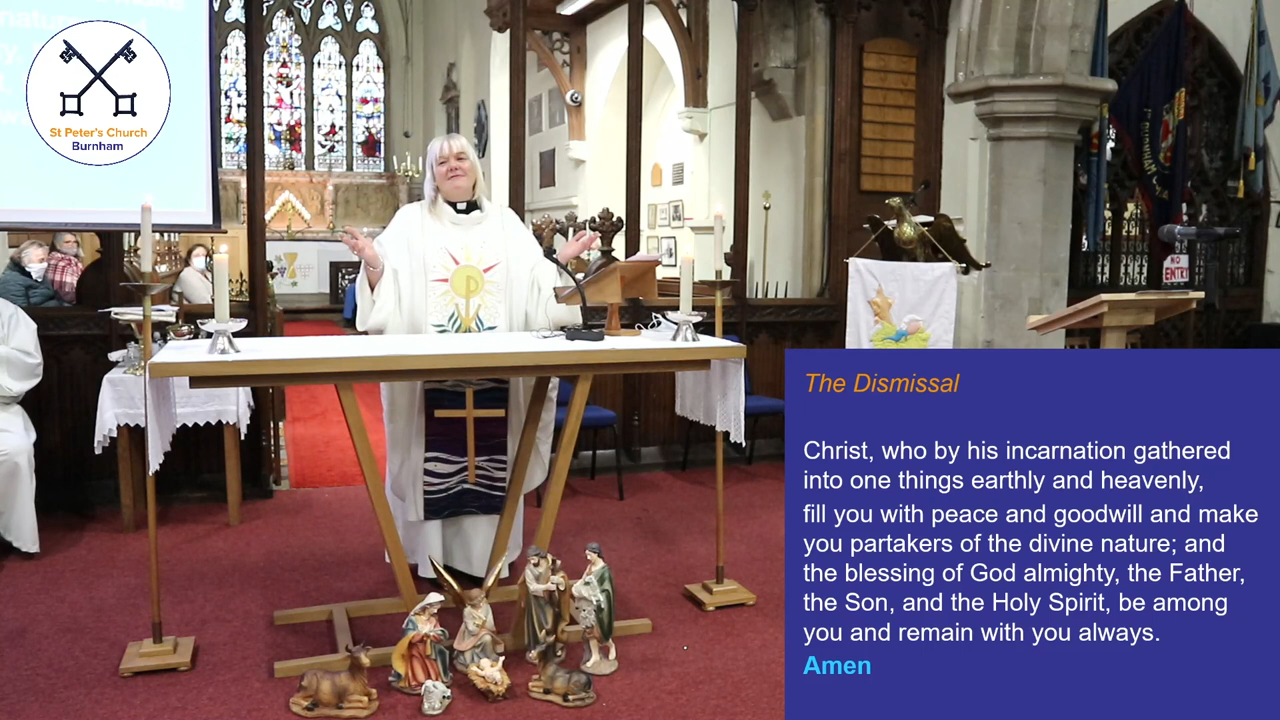 St Peter's Church
Burnham
NO
ENTRY
The Dismissal
Christ, who by his incarnation gathered
into one things earthly and heavenly,
fill you with peace and goodwill and make
you partakers of the divine nature; and
the blessing of God almighty, the Father,
the Son, and the Holy Spirit, be among
you and remain with you always.
Amen